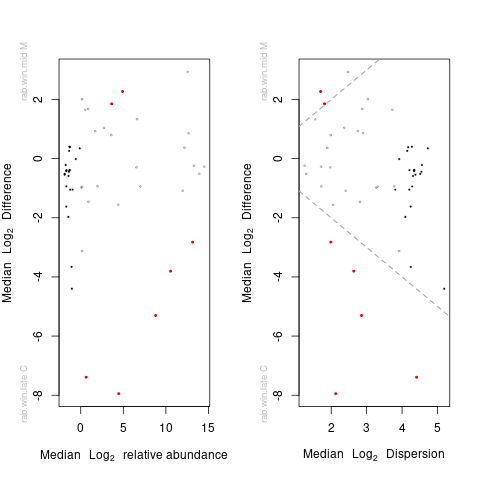 rab.win.mid M
rab.win.late C
Median Log2 Difference
2
0
-2
-4
-6
-8
0
5
10
15
Median Log2 relative abundance
rab.win.mid M
rab.win.late C
Median Log2 Difference
2
0
-2
-4
-6
-8
2
3
4
5
Median Log2 Dispersion